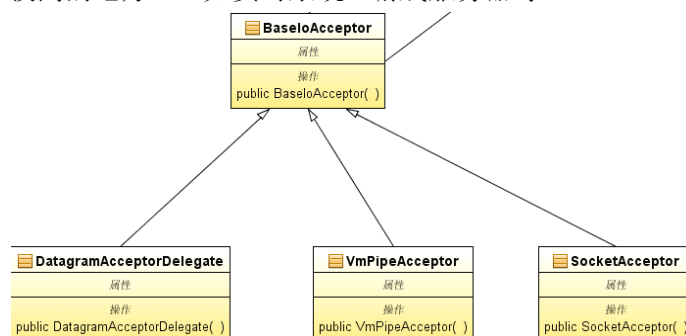 BaseIoAcceptor
属性
操作
public BaseIoAcceptor( )
DatagramAcceptorDelegate
属性
操作
public DatagramAcceptorDelegate( )
VmPipeAcceptor
属性
操作
public VmPipeAcceptor( )
SocketAcceptor
属性
操作
public SocketAcceptor( )